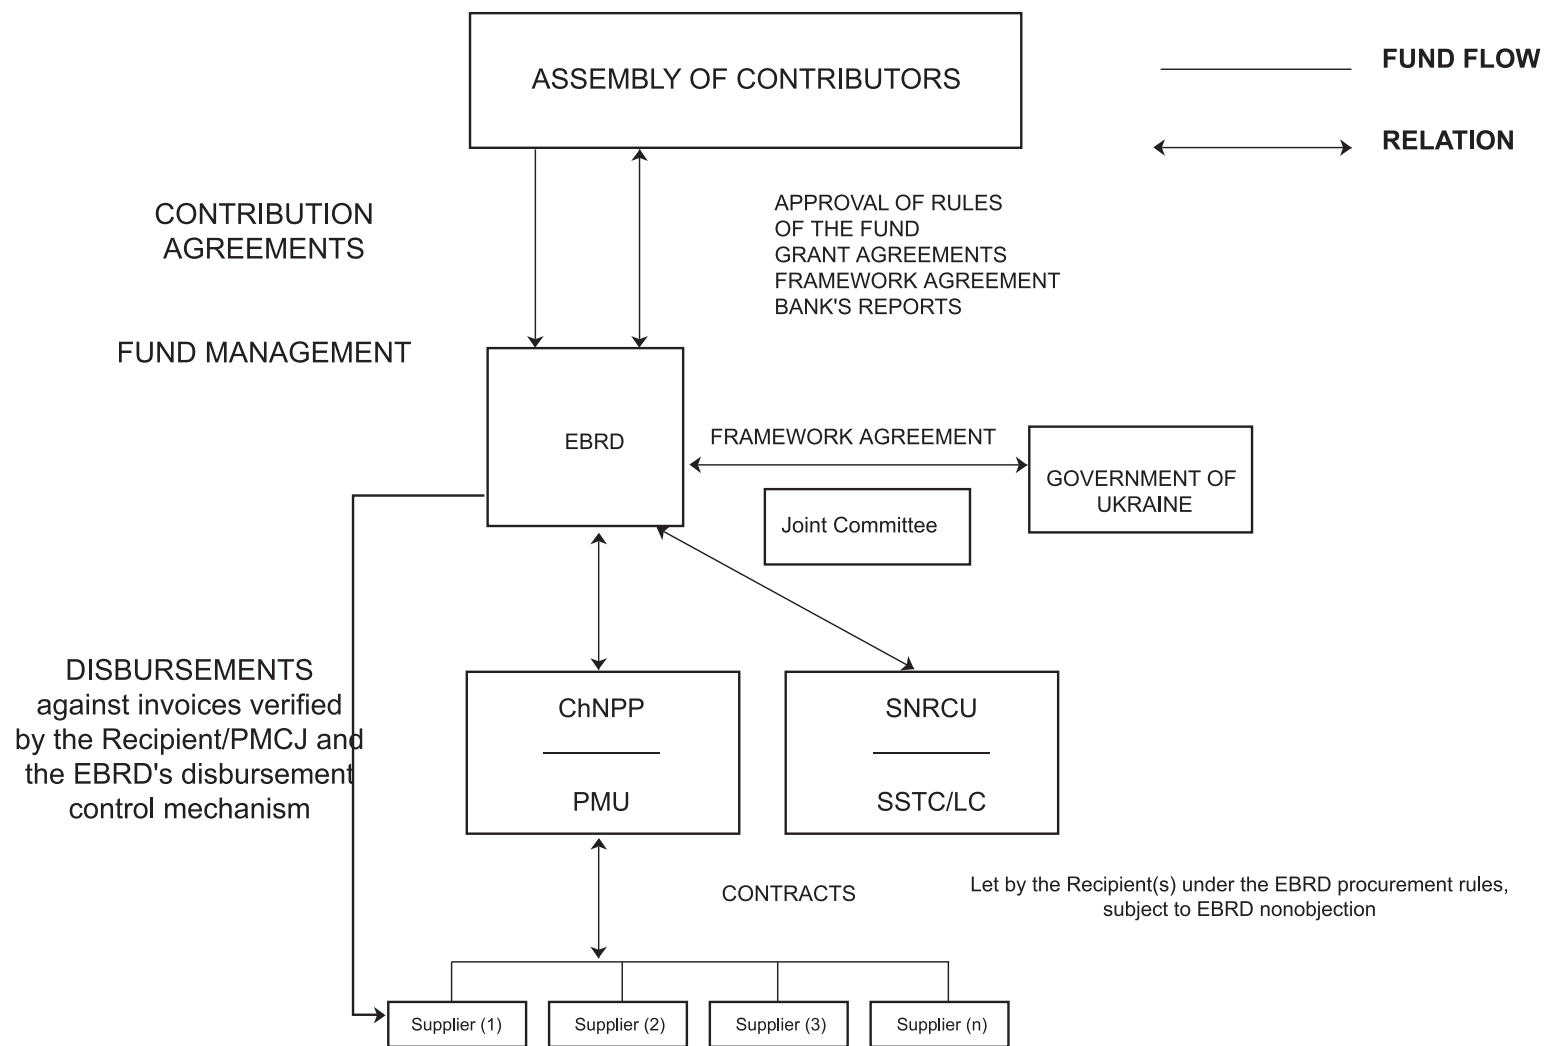 ASSEMBLY OF CONTRIBUTORS
FUND FLOW
RELATION
CONTRIBUTION
AGREEMENTS
APPROVAL OF RULES
OF THE FUND
GRANT AGREEMENTS
FRAMEWORK AGREEMENT
BANK'S REPORTS
FUND MANAGEMENT
EBRD
FRAMEWORK AGREEMENT
GOVERNMENT OF
UKRAINE
Joint Committee
DISBURSEMENTS
against invoices verified
by the Recipient/PMCJ and
the EBRD's disbursement
control mechanism
ChNPP
PMU
SNRCU
SSTC/LC
CONTRACTS
Let by the Recipient(s) under the EBRD procurement rules,
subject to EBRD nonobjection
Supplier (1)
Supplier (2)
Supplier (3)
Supplier (n)